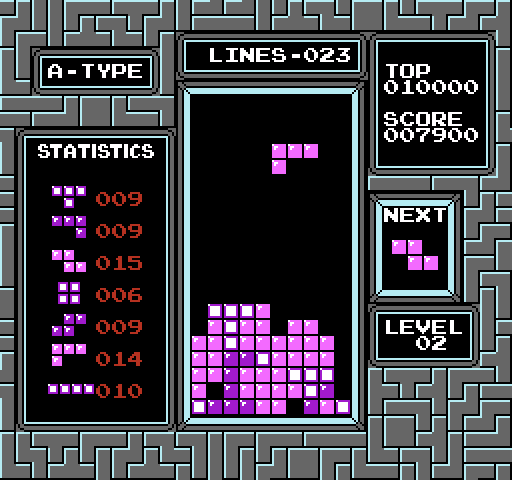 A-TYPE
LINES-023
TOP
010000
SCORE
007900
STATISTICS
009
009
015
006
009
014
010
NEXT
LEVEL
02